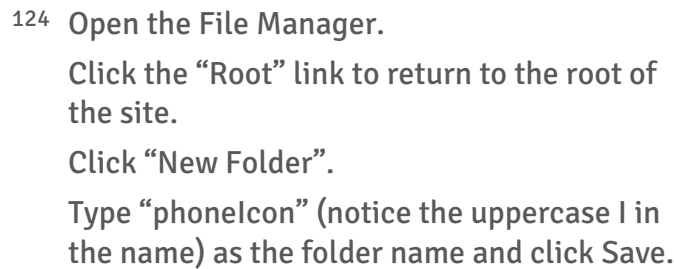 124 Open the File Manager.
Click the “Root” link to return to the root of
the site.
Click “New Folder”.
Type “phoneIcon” (notice the uppercase I in
the name) as the folder name and click Save.